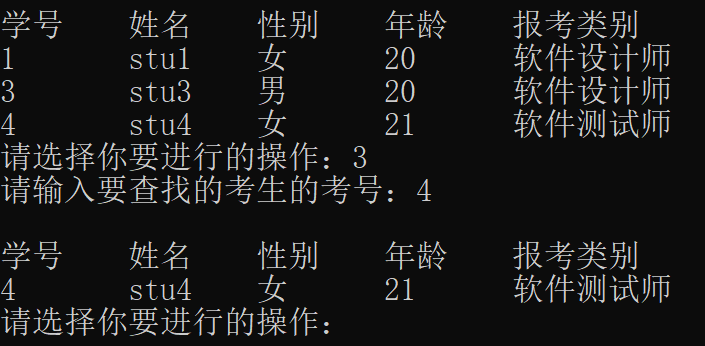 学号 姓名 性别 年龄 报考类别
1 stu1 女 20 软件设计师
3 stu3 男 20 软件设计师
4 stu4 女 21 软件测试师
请选择你要进行的操作：3
请输入要查找的考生的考号：4
学号 姓名 性别 年龄 报考类别
4 stu4 女 21 软件测试师
请选择你要进行的操作：